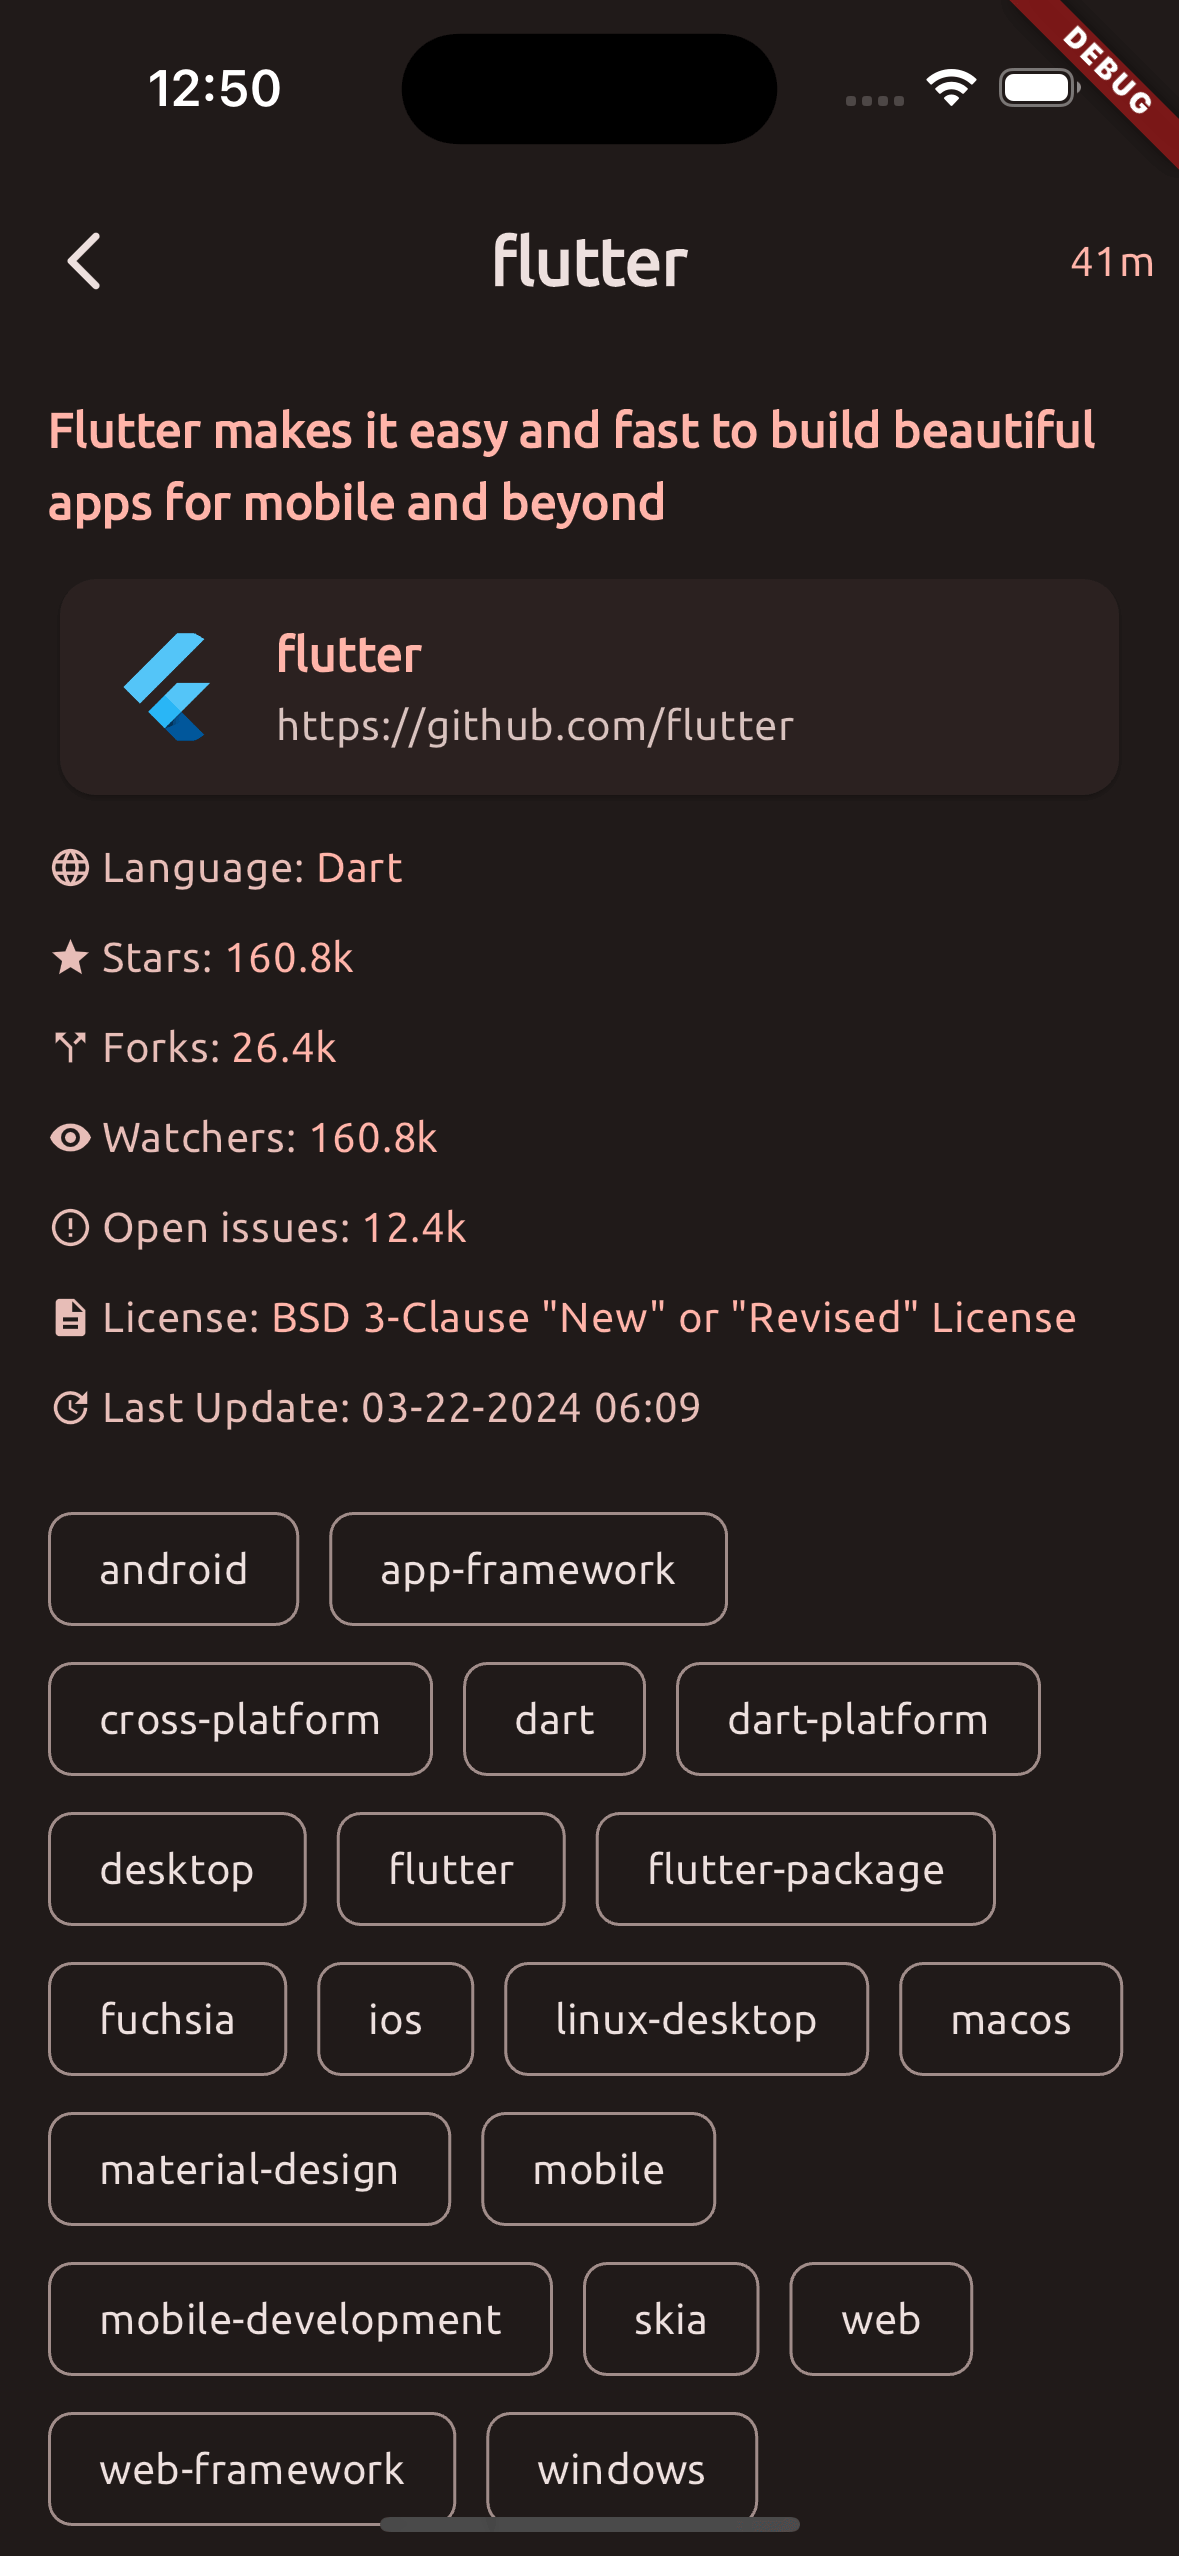 12:50
DEBUG
flutter
41m
Flutter makes it easy and fast to build beautiful
apps for mobile and beyond
flutter
https://github.com/flutter
Language: Dart
Stars: 160.8k
Forks: 26.4k
Watchers: 160.8k
Open issues: 12.4k
License: BSD 3-Clause "New" or "Revised" License
Last Update: 03-22-2024 06:09
android app-framework
cross-platform dart dart-platform
desktop flutter flutter-package
fuchsia ios linux-desktop macos
material-design mobile
mobile-development skia web
web-framework windows